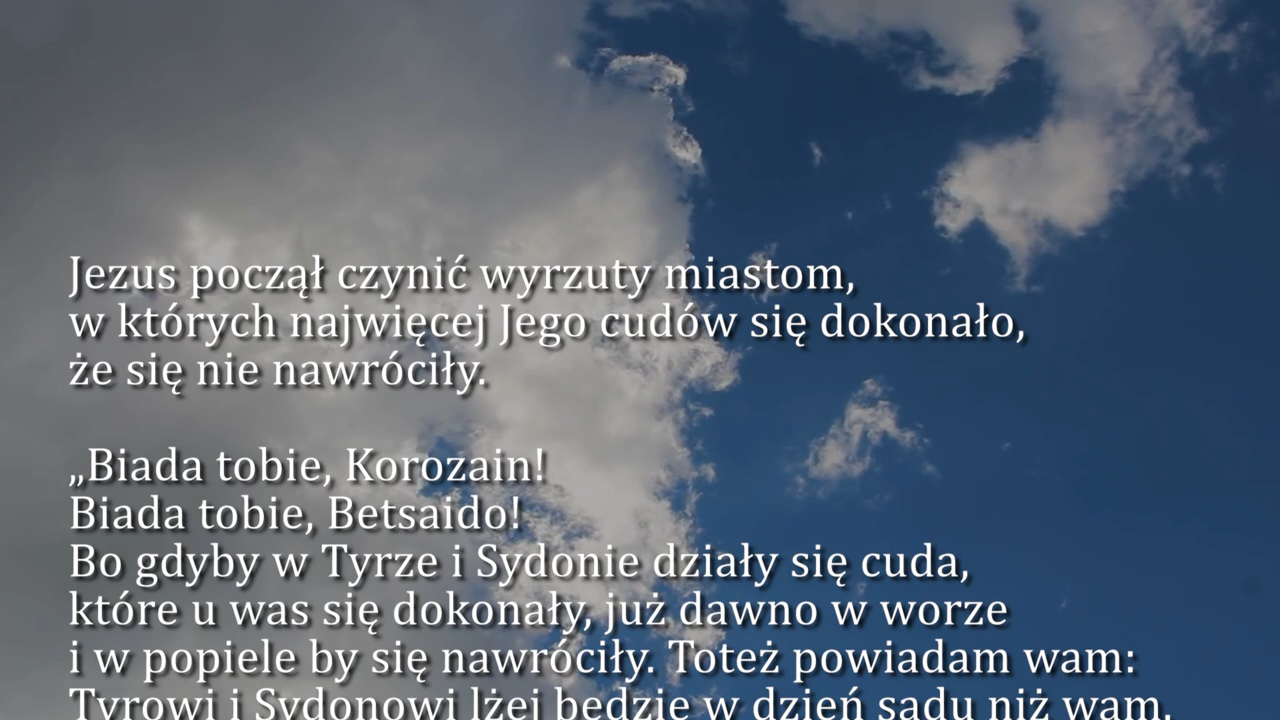 Jezus począł czynić wyrzuty miastom,
w których najwięcej Jego cudów się dokonało,
że się nie nawróciły.
„Biada tobie, Korozain!
Biada tobie, Betsaido!
Bo gdyby w Tyrze i Sydonie działy się cuda,
które u was się dokonały, już dawno w worze
i w popiele by się nawróciły. Toteż powiadam wam:
Tyrowi i Sydonowi lżej będzie w dzień sądu niż wam.